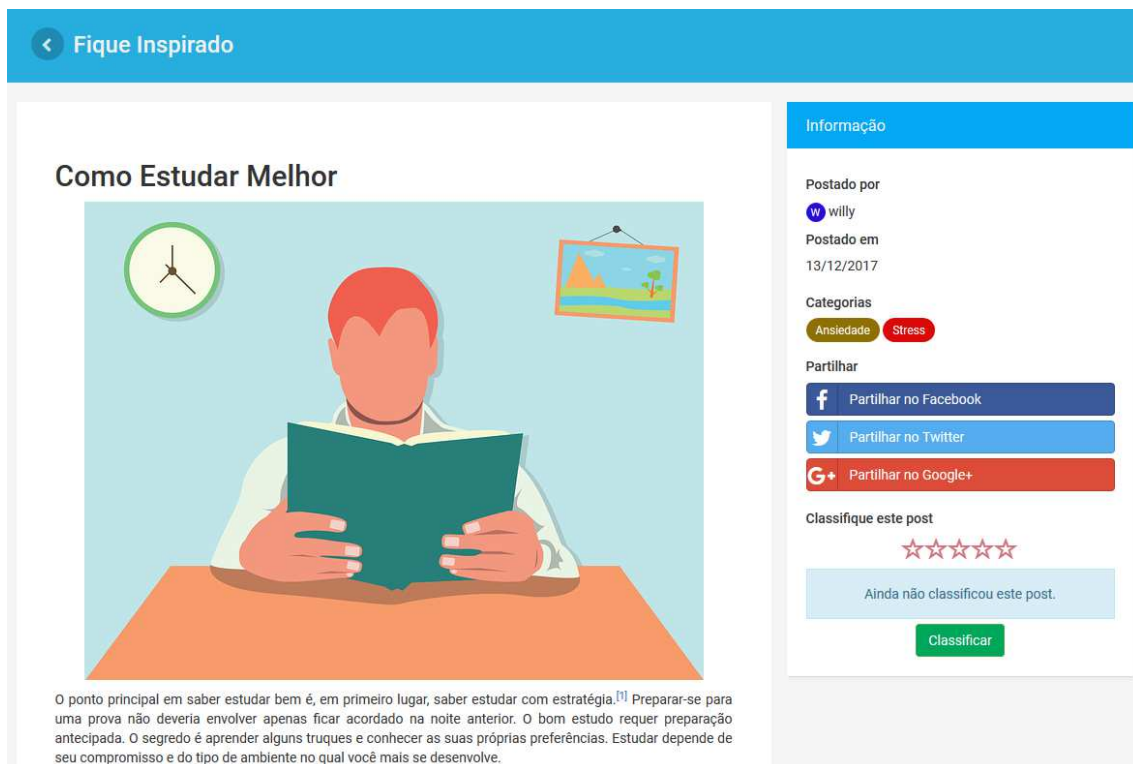 Fique Inspirado
Como Estudar Melhor
O ponto principal em saber estudar bem é, em primeiro lugar, saber estudar com estratégia.[1] Preparar-se para
uma prova não deveria envolver apenas ficar acordado na noite anterior. O bom estudo requer preparação
antecipada. O segredo é aprender alguns truques e conhecer as suas próprias preferências. Estudar depende de
seu compromisso e do tipo de ambiente no qual você mais se desenvolve.
Informação
Postado por
W willy
Postado em
13/12/2017
Categorias
Ansiedade Stress
Partilhar
f Partilhar no Facebook
Partilhar no Twitter
G+ Partilhar no Google+
Classifique este post
Ainda não classificou este post.
Classificar